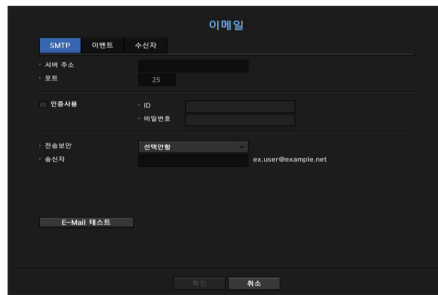 이메일
SMTP 이벤트 수신자
서버 주소
포트 25
인증사용 ID
비밀번호
전송보안 선택안함
송신자 ex.user@example.net
E-Mail 테스트
확인 취소